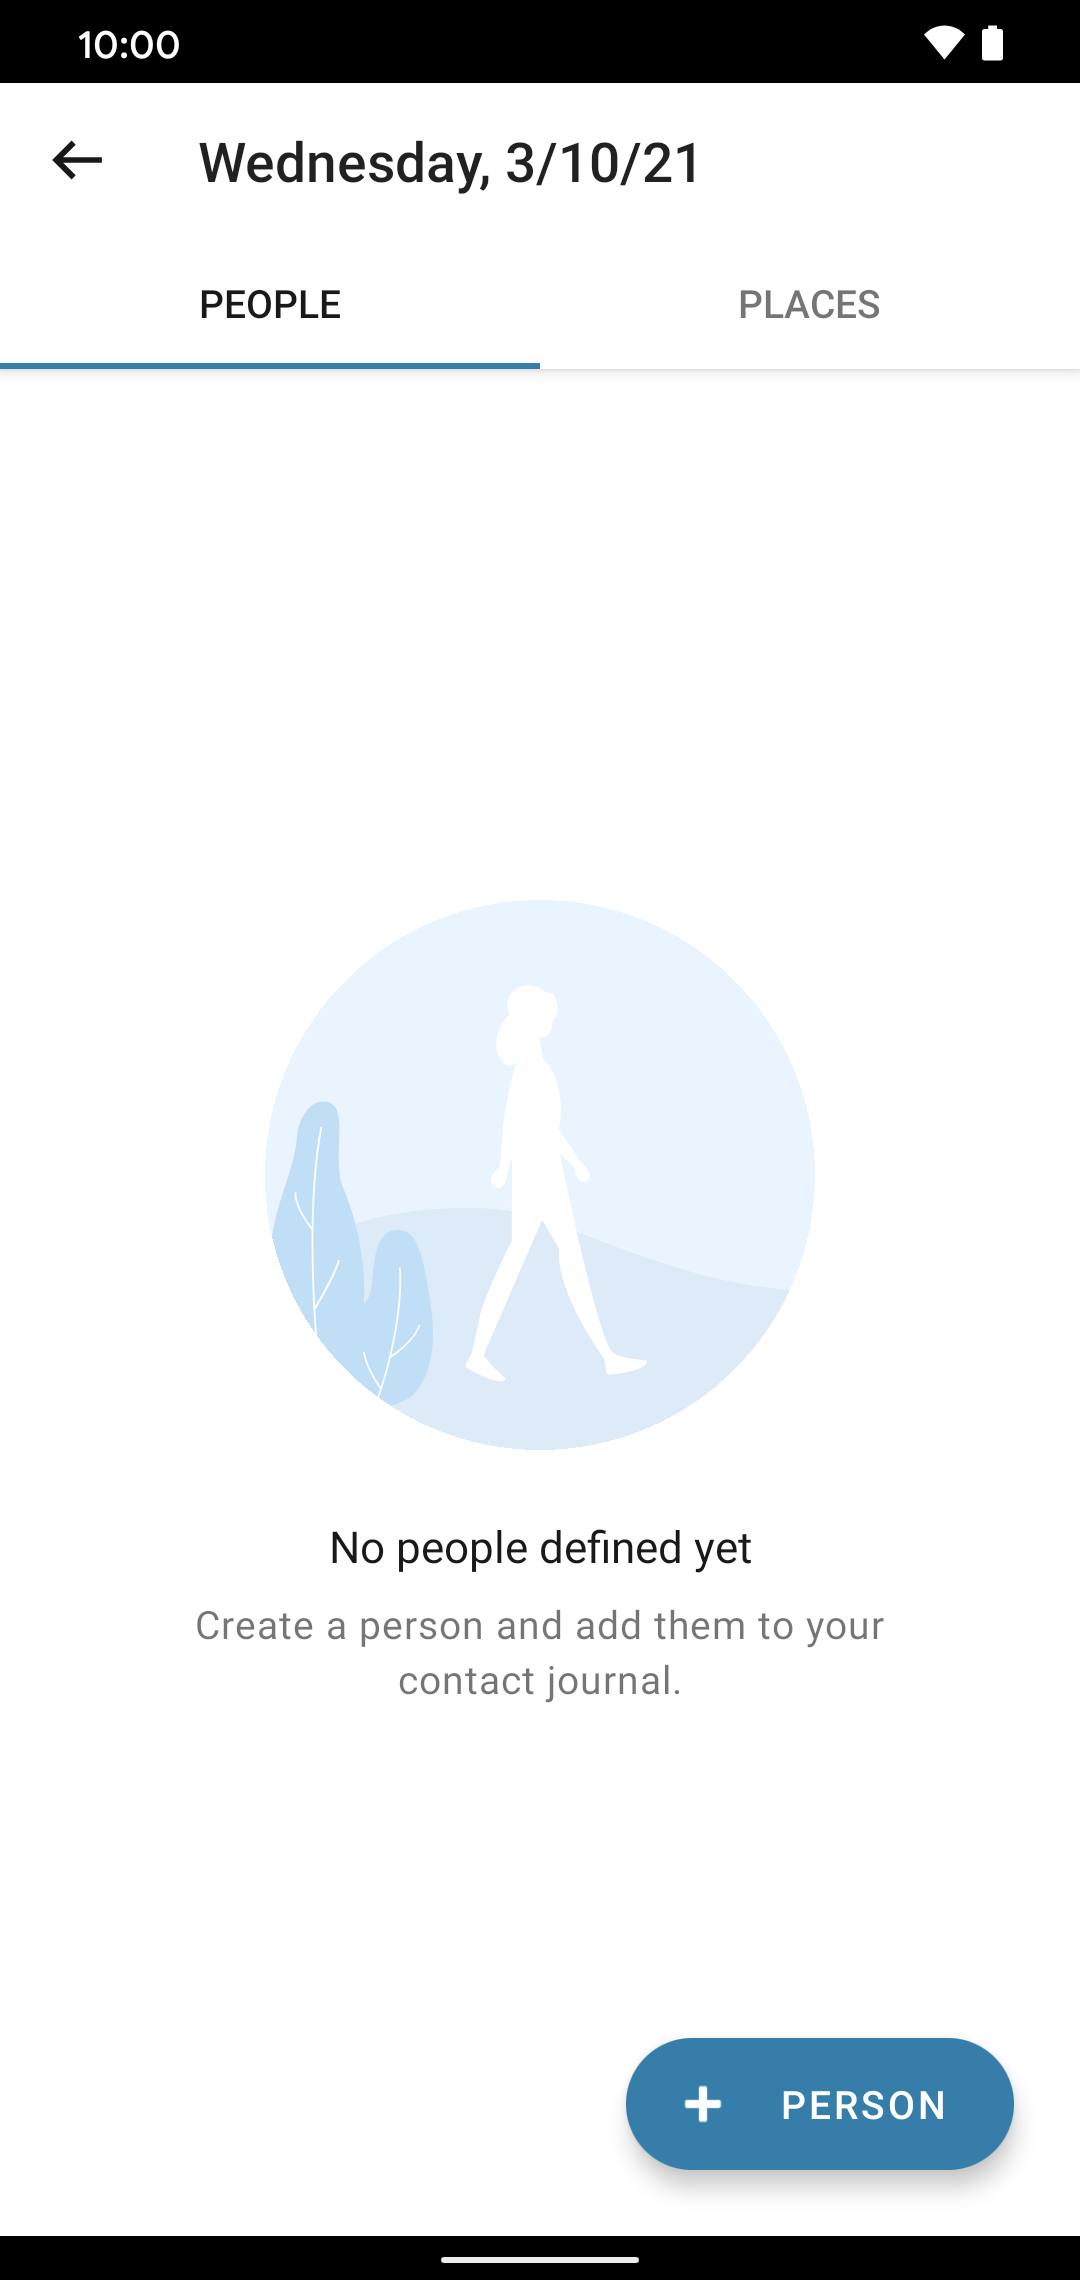 10:00
Wednesday, 3/10/21
PEOPLE
PLACES
No people defined yet
Create a person and add them to your
contact journal.
PERSON